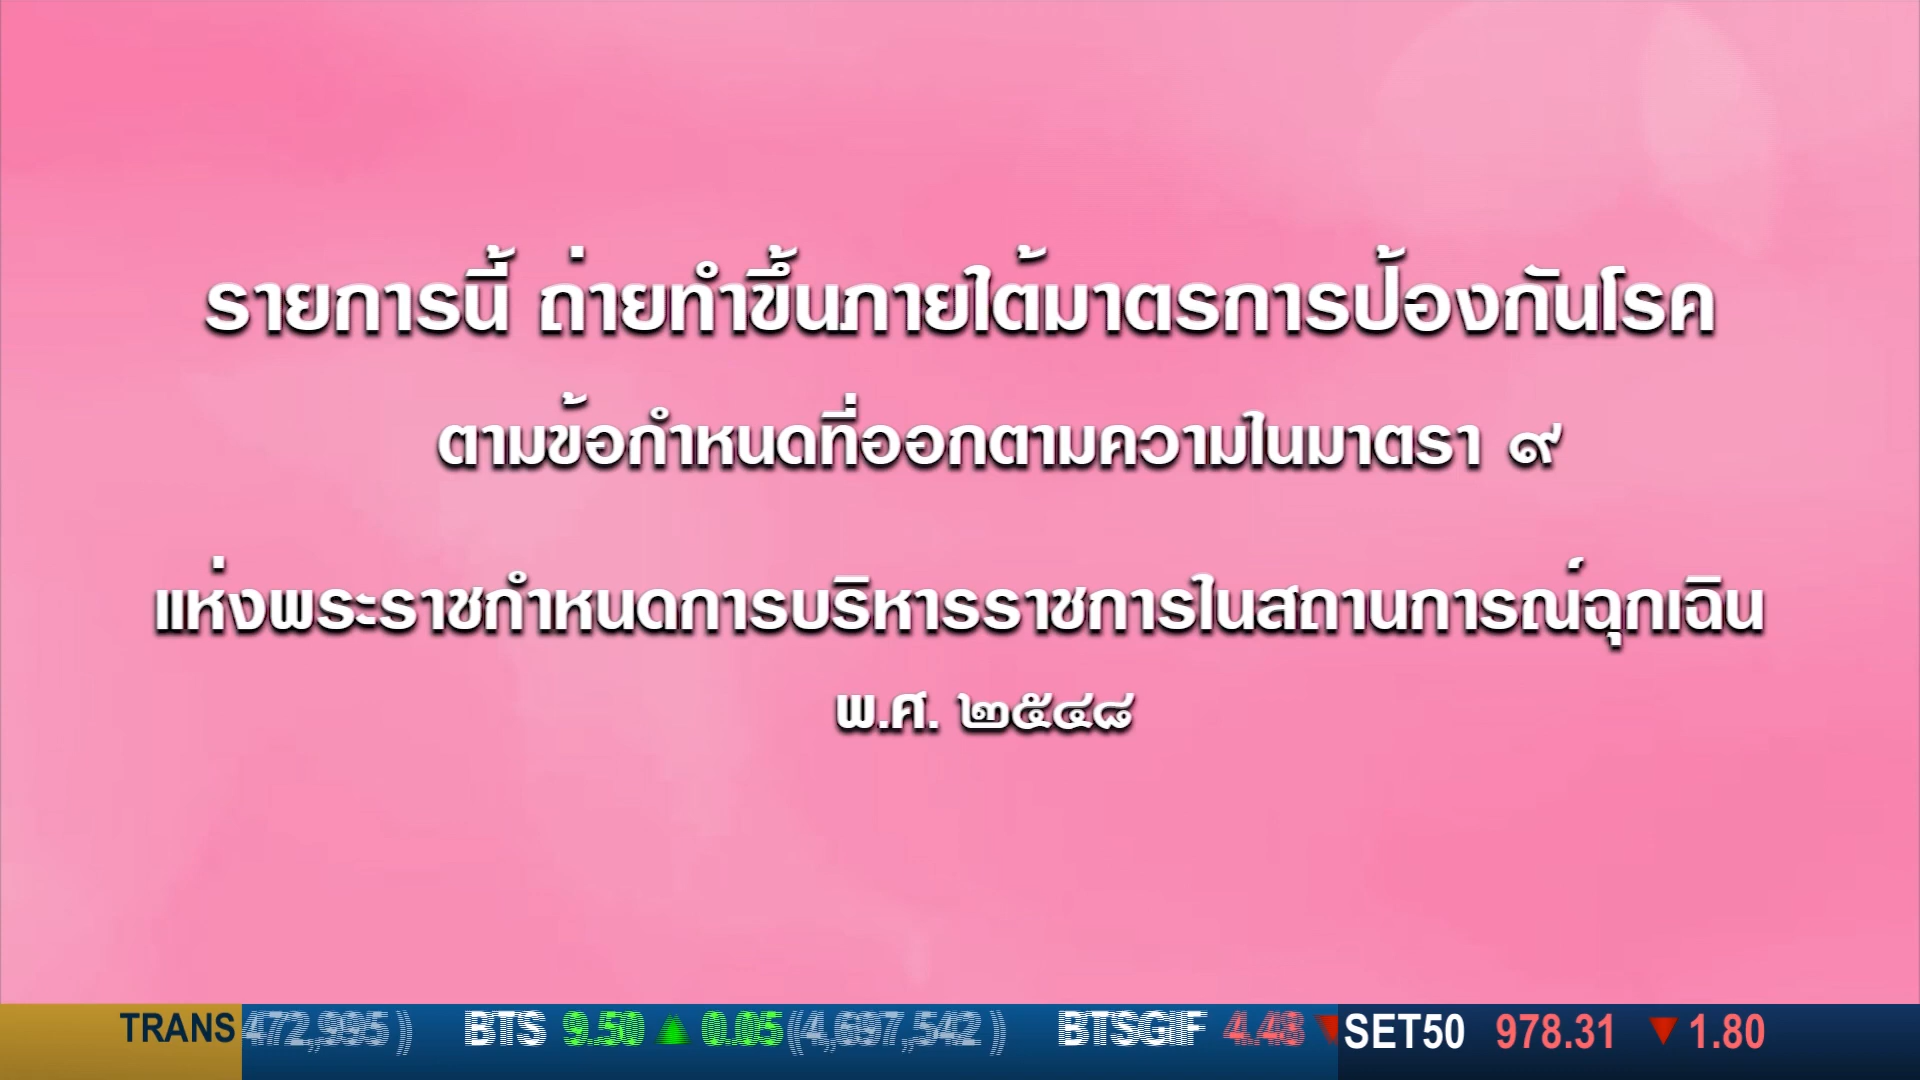 รายการนี้ ถ่ายทำขึ้นภายใต้มาตรการป้องกันโรค
ตามข้อกำหนดที่ออกตามความในมาตรา ๙
แห่งพระราชกำหนดการบริหารราชการในสถานการณ์ฉุกเฉิน
พ.ศ. ๒๕๔๘
TRANS 472,995 ) BTS 9.50 ▲ 0.05 (4,697,542 ) BTSGIF 4.48 ▼ SET50 978.31 ▼ 1.80